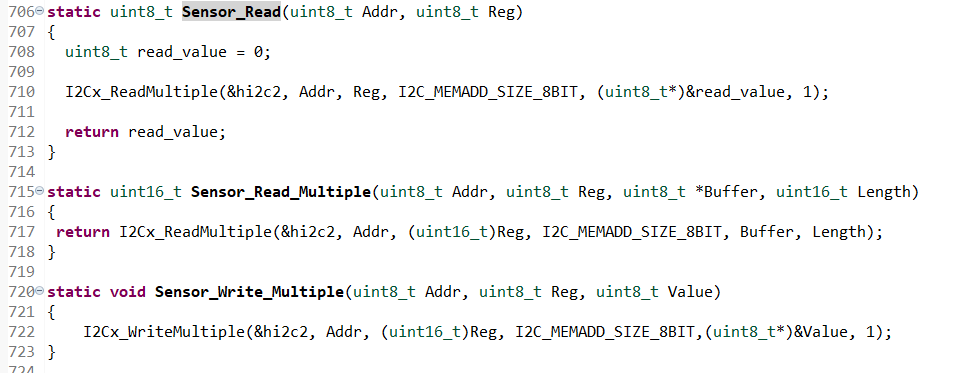 706 static uint8_t Sensor_Read(uint8_t Addr, uint8_t Reg)
707 {
708 uint8_t read_value = 0;
709
710 I2Cx_ReadMultiple(&hi2c2, Addr, Reg, I2C_MEMADD_SIZE_8BIT, (uint8_t*)&read_value, 1);
711
712 return read_value;
713 }
714
715 static uint16_t Sensor_Read_Multiple(uint8_t Addr, uint8_t Reg, uint8_t *Buffer, uint16_t Length)
716 {
717 return I2Cx_ReadMultiple(&hi2c2, Addr, (uint16_t)Reg, I2C_MEMADD_SIZE_8BIT, Buffer, Length);
718 }
719
720 static void Sensor_Write_Multiple(uint8_t Addr, uint8_t Reg, uint8_t Value)
721 {
722 I2Cx_WriteMultiple(&hi2c2, Addr, (uint16_t)Reg, I2C_MEMADD_SIZE_8BIT,(uint8_t*)&Value, 1);
723 }
724